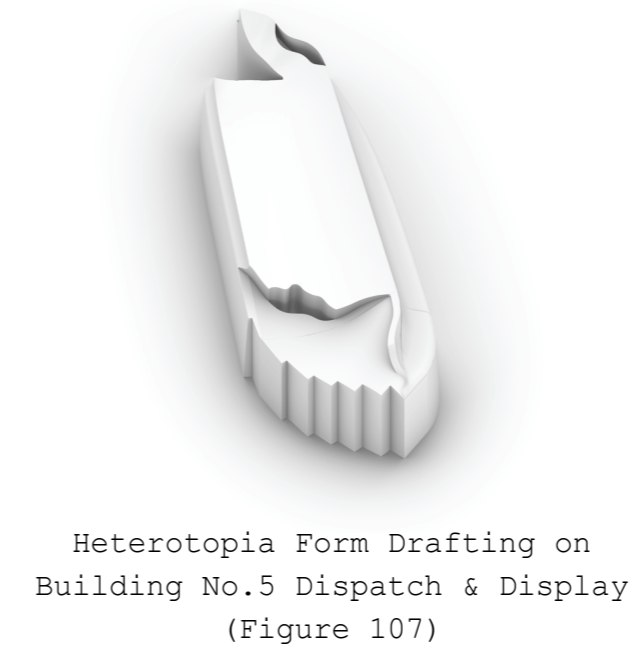 Heterotopia Form Drafting on
Building No.5 Dispatch & Display
(Figure 107)